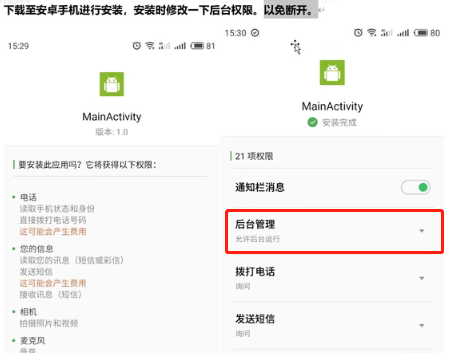 下载至安卓手机进行安装，安装时修改一下后台权限。以免断开。
15:29
81
MainActivity
版本: 1.0
要安装此应用吗？它将获得以下权限：
电话
读取手机状态和身份
直接拨打电话号码
这可能会产生费用
您的信息
读取您的讯息（短信或彩信）
发送短信
这可能会产生费用
接收讯息（短信）
相机
拍摄照片和视频
麦克风
录音
15:30
80
MainActivity
安装完成
21 项权限
通知栏消息
后台管理
允许后台运行
拨打电话
询问
发送短信
询问